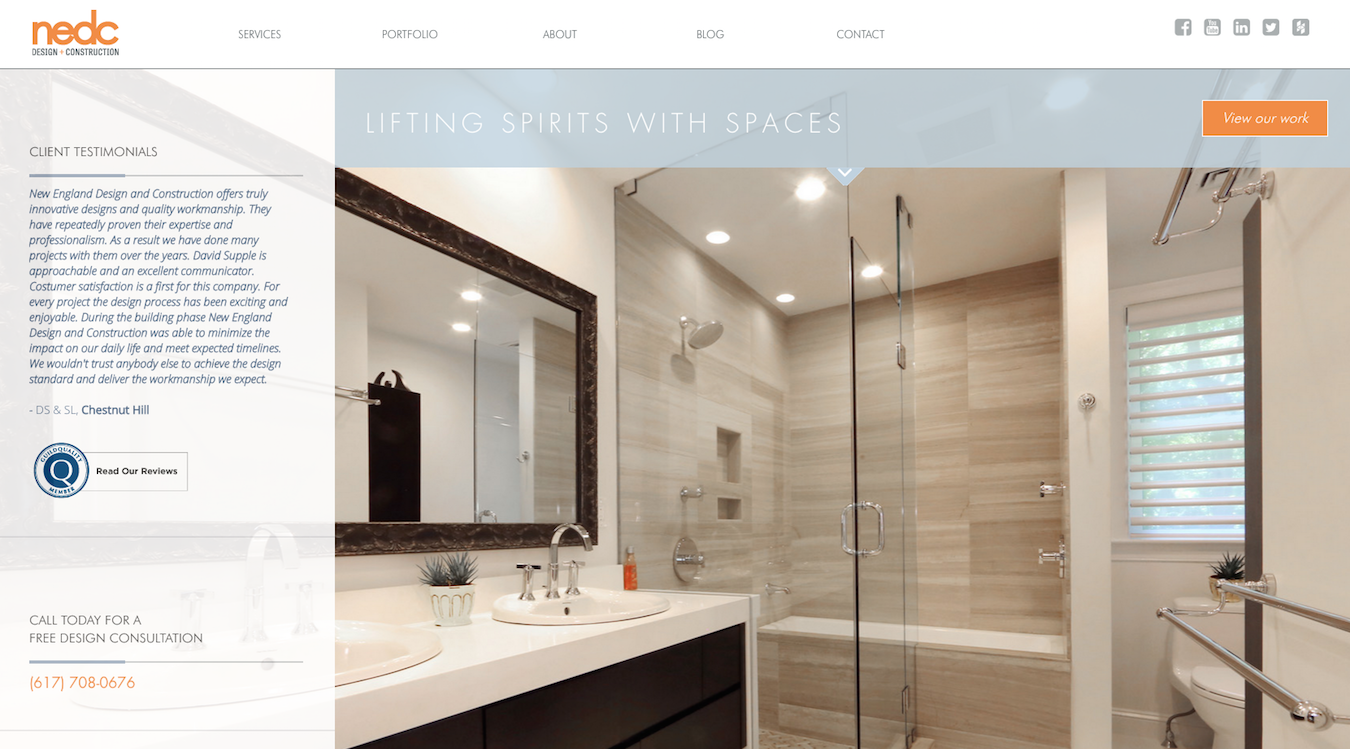 nedc
DESIGN + CONSTRUCTION
SERVICES
PORTFOLIO
ABOUT
BLOG
CONTACT
You
Tube
in
LIFTING SPIRITS WITH SPACES
View our work
CLIENT TESTIMONIALS
New England Design and Construction offers truly
innovative designs and quality workmanship. They
have repeatedly proven their expertise and
professionalism. As a result we have done many
projects with them over the years. David Supple is
approachable and an excellent communicator.
Costumer satisfaction is a first for this company. For
every project the design process has been exciting and
enjoyable. During the building phase New England
Design and Construction was able to minimize the
impact on our daily life and meet expected timelines.
We wouldn't trust anybody else to achieve the design
standard and deliver the workmanship we expect.
- DS & SL, Chestnut Hill
GUILDQUALITY
Q
MEMBER
Read Our Reviews
CALL TODAY FOR A
FREE DESIGN CONSULTATION
(617) 708-0676